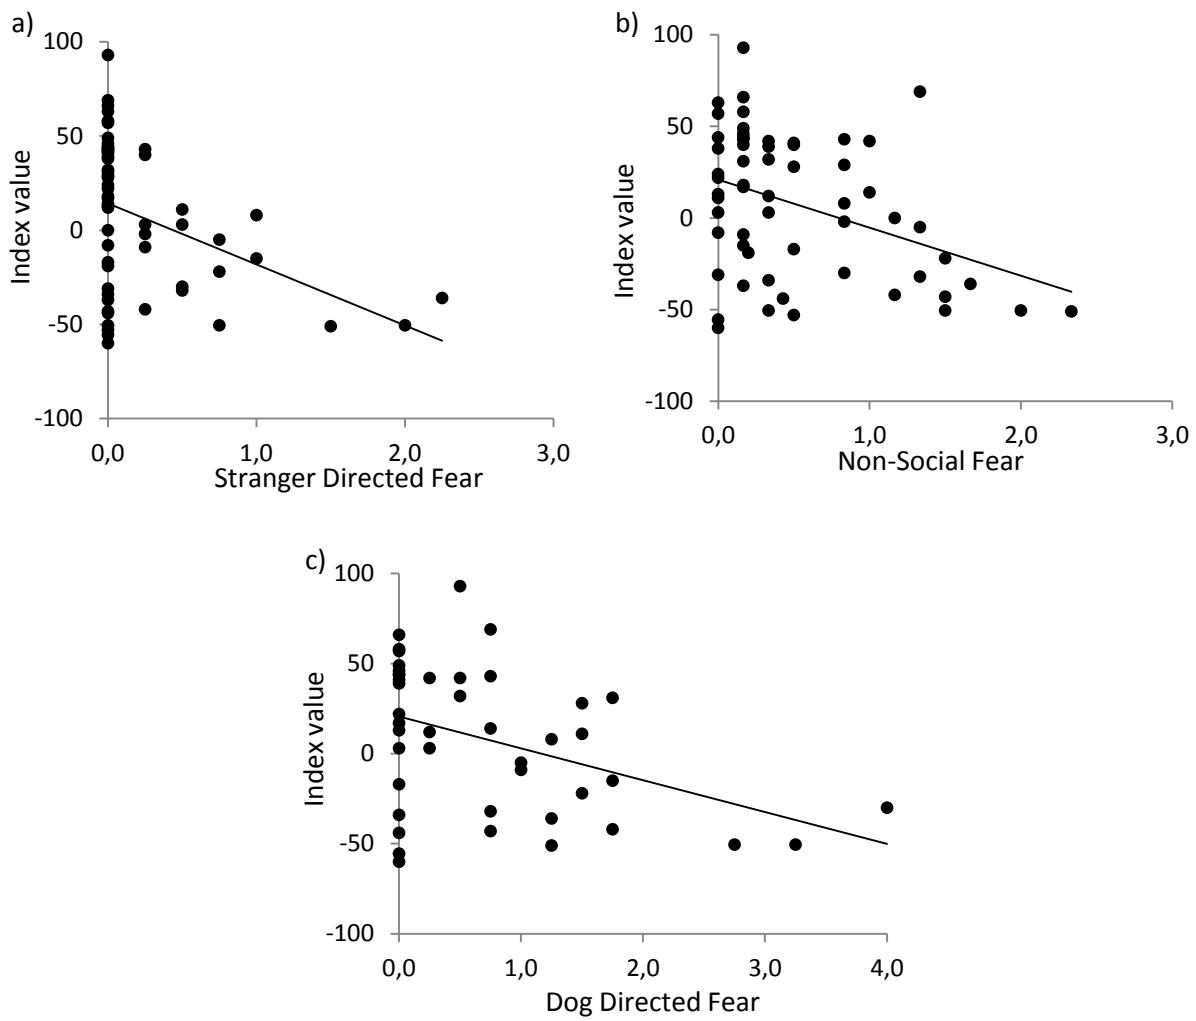 a)
100
50
0
-50
-100
Index value
0,0 1,0 2,0 3,0
Stranger Directed Fear
b)
100
50
0
-50
-100
Index value
0,0 1,0 2,0 3,0
Non-Social Fear
c)
100
50
0
-50
-100
Index value
0,0 1,0 2,0 3,0 4,0
Dog Directed Fear